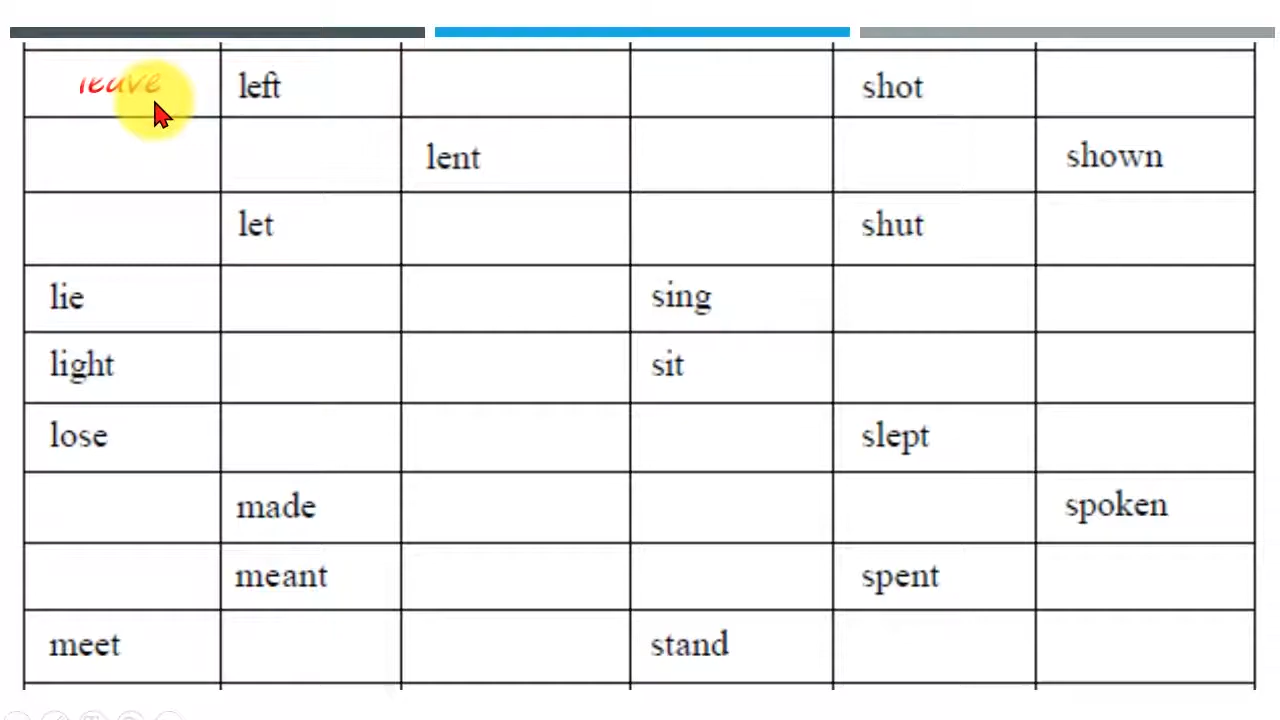 leave left shot
lent shown
let shut
lie sing
light sit
lose slept
made spoken
meant spent
meet stand